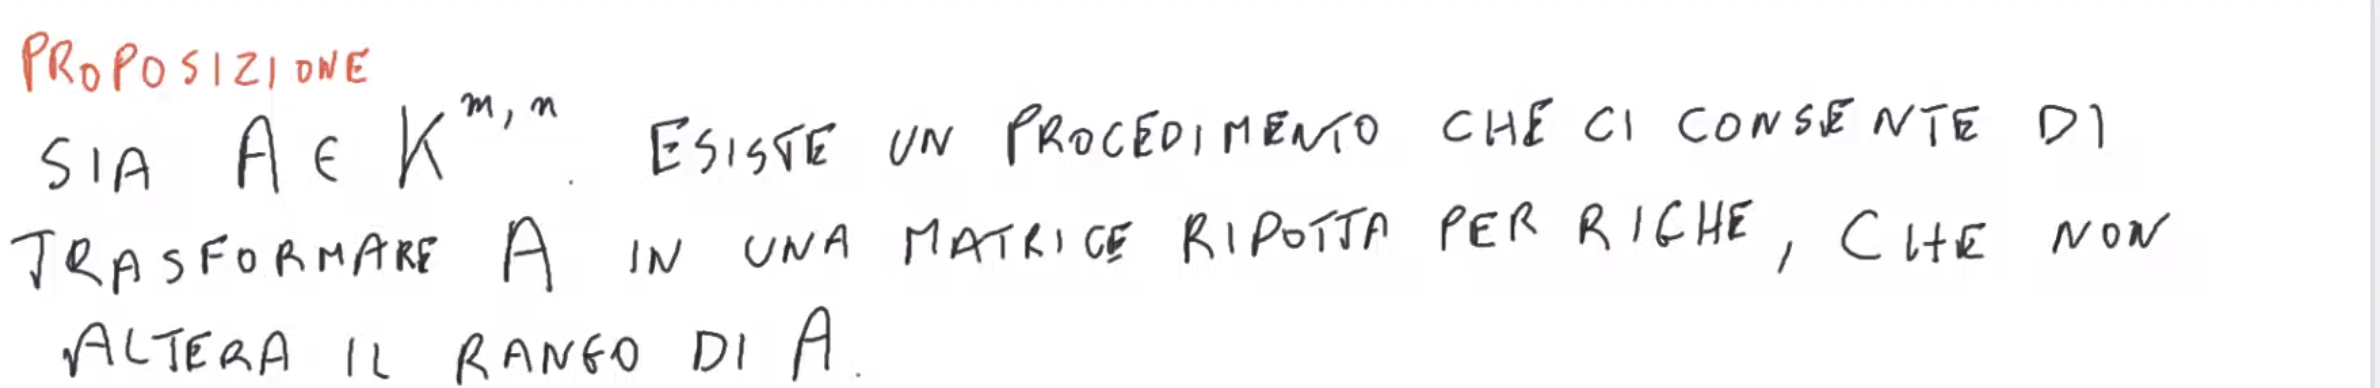 PROPOSIZIONE
SIA A ∈ K^{m,n}. ESISTE UN PROCEDIMENTO CHE CI CONSENTE DI
TRASFORMARE A IN UNA MATRICE RIDOTTA PER RIGHE, CHE NON
ALTERA IL RANGO DI A.